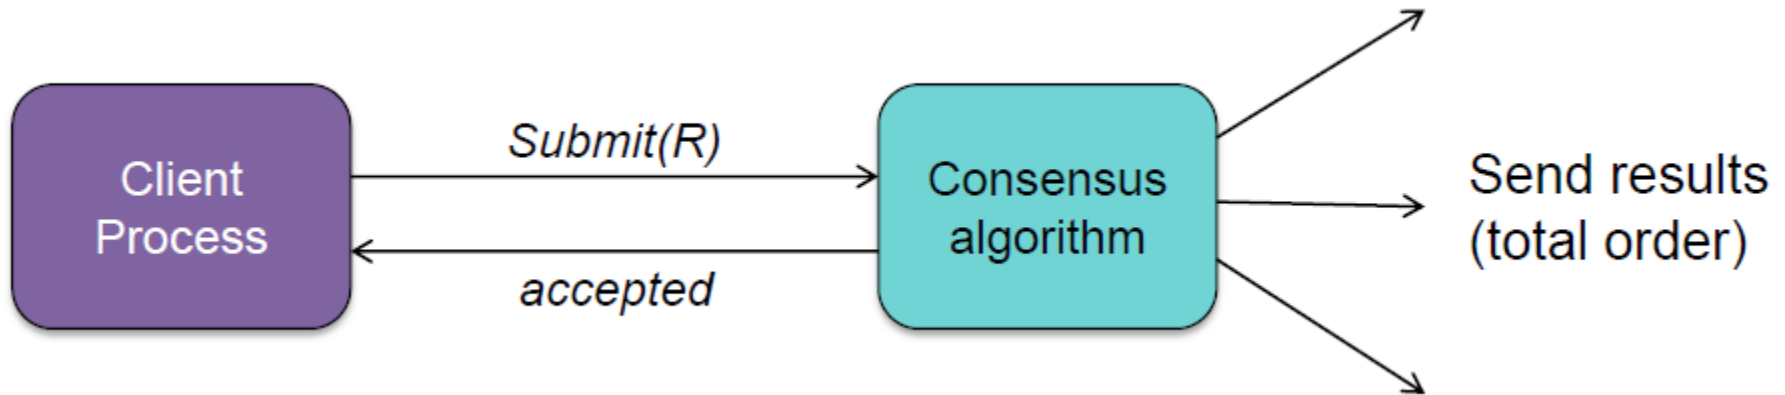 Client
Process
Submit(R)
accepted
Consensus
algorithm
Send results
(total order)